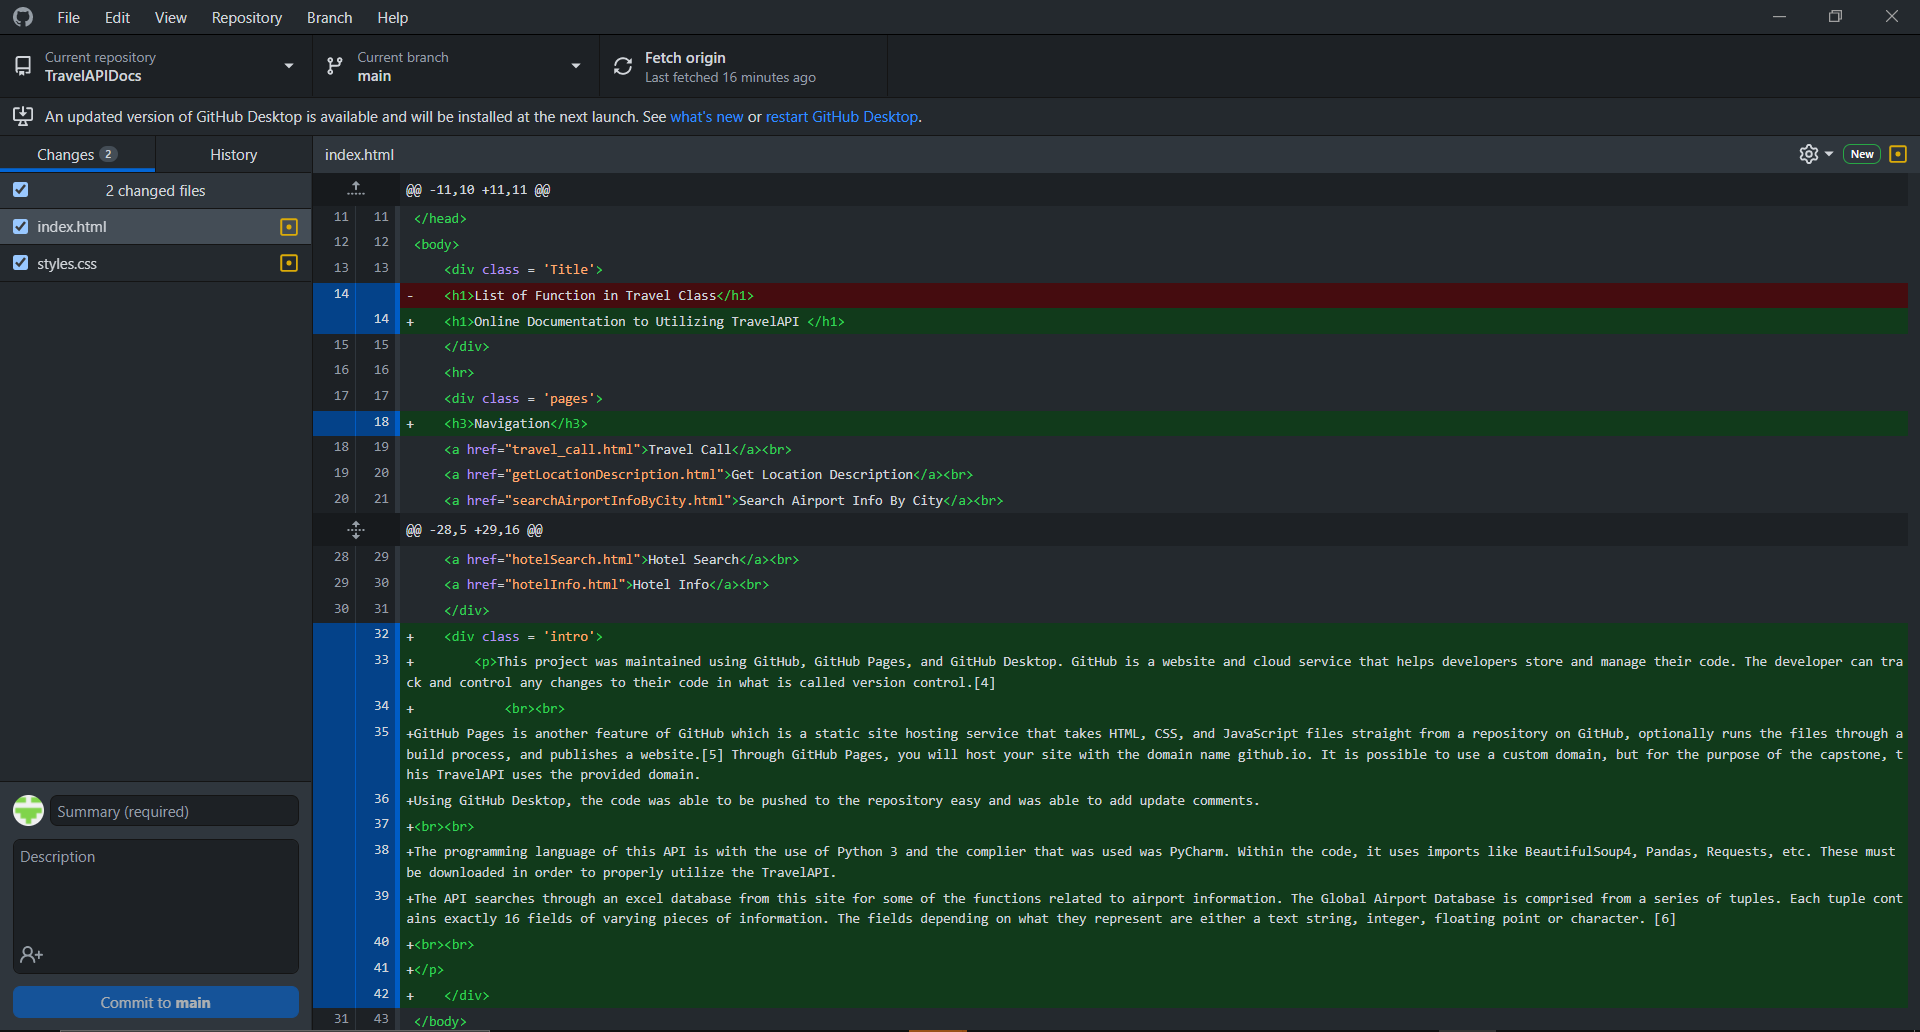 File Edit View Repository Branch Help
Current repository
TravelAPIDocs
Current branch
main
Fetch origin
Last fetched 16 minutes ago
An updated version of GitHub Desktop is available and will be installed at the next launch. See what's new or restart GitHub Desktop.
Changes 2
History
index.html
New
2 changed files
index.html
styles.css
@@ -11,10 +11,11 @@
11 11 </head>
12 12 <body>
13 13 <div class = 'Title'>
14 - <h1>List of Function in Travel Class</h1>
14 + <h1>Online Documentation to Utilizing TravelAPI </h1>
15 15 </div>
16 16 <hr>
17 17 <div class = 'pages'>
18 + <h3>Navigation</h3>
18 19 <a href="travel_call.html">Travel Call</a><br>
19 20 <a href="getLocationDescription.html">Get Location Description</a><br>
20 21 <a href="searchAirportInfoByCity.html">Search Airport Info By City</a><br>
@@ -28,5 +29,16 @@
28 29 <a href="hotelSearch.html">Hotel Search</a><br>
29 30 <a href="hotelInfo.html">Hotel Info</a><br>
30 31 </div>
32 + <div class = 'intro'>
33 + <p>This project was maintained using GitHub, GitHub Pages, and GitHub Desktop. GitHub is a website and cloud service that helps developers store and manage their code. The developer can tra
ck and control any changes to their code in what is called version control.[4]
34 + <br><br>
35 +GitHub Pages is another feature of GitHub which is a static site hosting service that takes HTML, CSS, and JavaScript files straight from a repository on GitHub, optionally runs the files through a
build process, and publishes a website.[5] Through GitHub Pages, you will host your site with the domain name github.io. It is possible to use a custom domain, but for the purpose of the capstone, t
his TravelAPI uses the provided domain.
36 +Using GitHub Desktop, the code was able to be pushed to the repository easy and was able to add update comments.
37 +<br><br>
38 +The programming language of this API is with the use of Python 3 and the complier that was used was PyCharm. Within the code, it uses imports like BeautifulSoup4, Pandas, Requests, etc. These must
be downloaded in order to properly utilize the TravelAPI.
39 +The API searches through an excel database from this site for some of the functions related to airport information. The Global Airport Database is comprised from a series of tuples. Each tuple cont
ains exactly 16 fields of varying pieces of information. The fields depending on what they represent are either a text string, integer, floating point or character. [6]
40 +<br><br>
41 +</p>
42 + </div>
31 43 </body>
Summary (required)
Description
Commit to main